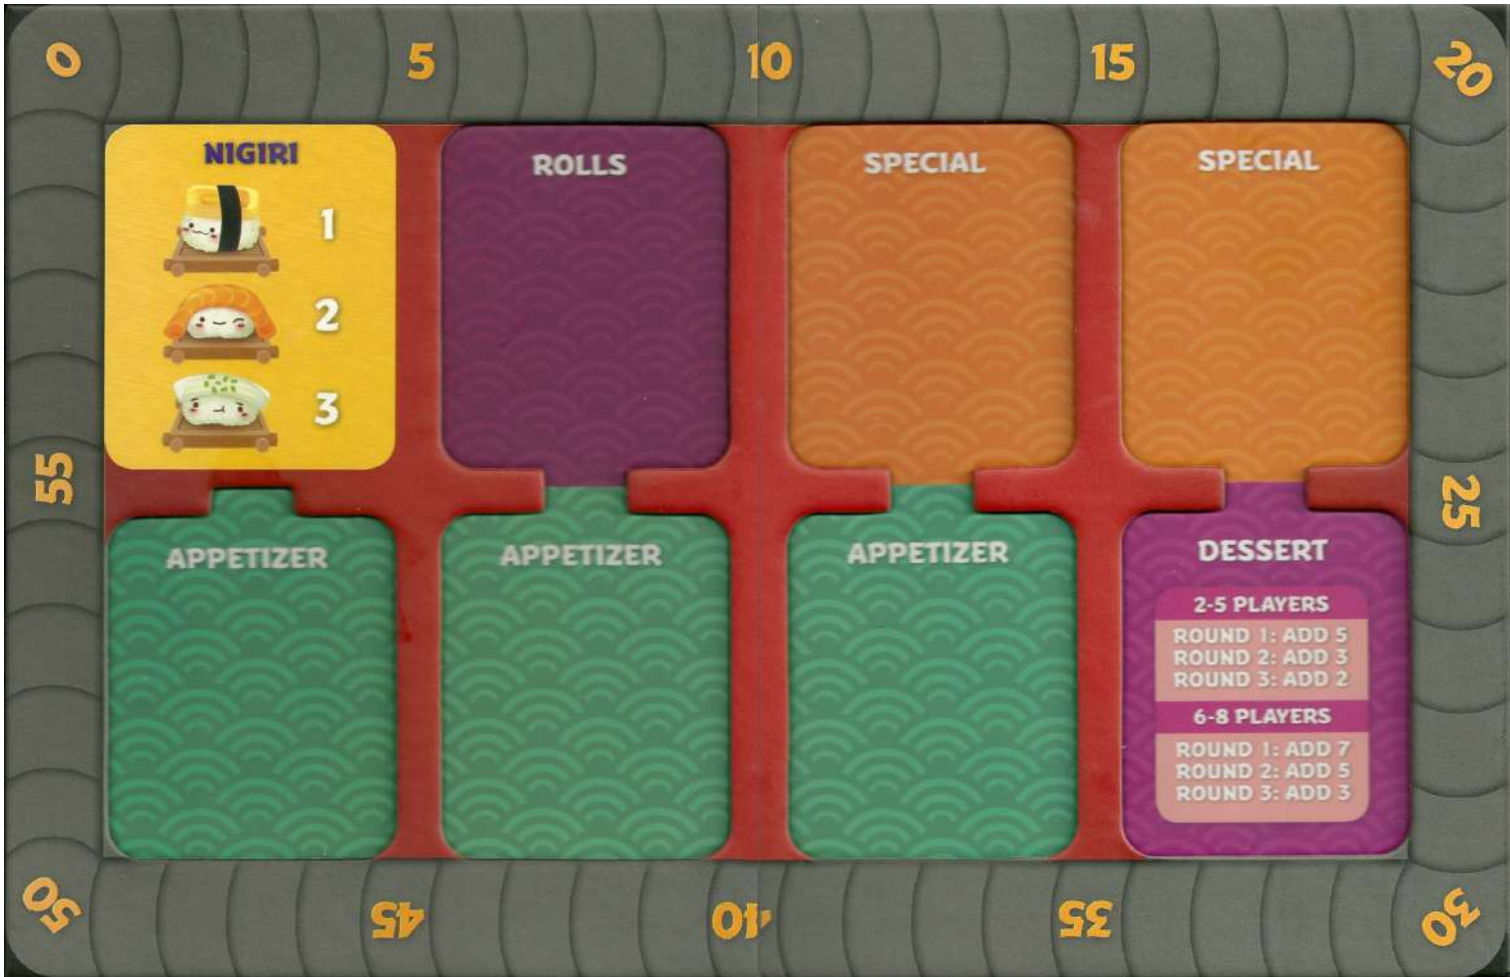 0
5
10
15
20
NIGIRI
1
2
3
ROLLS
SPECIAL
SPECIAL
55
25
APPETIZER
APPETIZER
APPETIZER
DESSERT
2-5 PLAYERS
ROUND 1: ADD 5
ROUND 2: ADD 3
ROUND 3: ADD 2
6-8 PLAYERS
ROUND 1: ADD 7
ROUND 2: ADD 5
ROUND 3: ADD 3
50
45
40
35
30